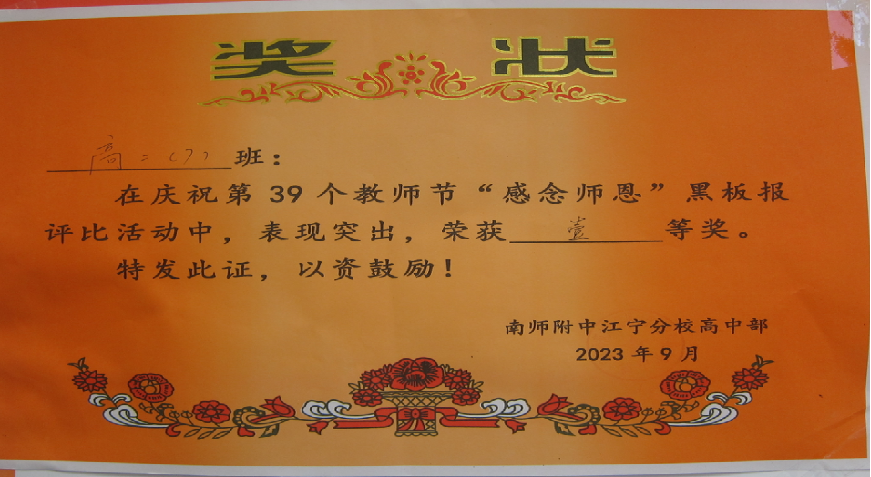 奖状
高二（7）班：
在庆祝第39个教师节“感念师恩”黑板报
评比活动中，表现突出，荣获壹等奖。
特发此证，以资鼓励！
南师附中江宁分校高中部
2023年9月